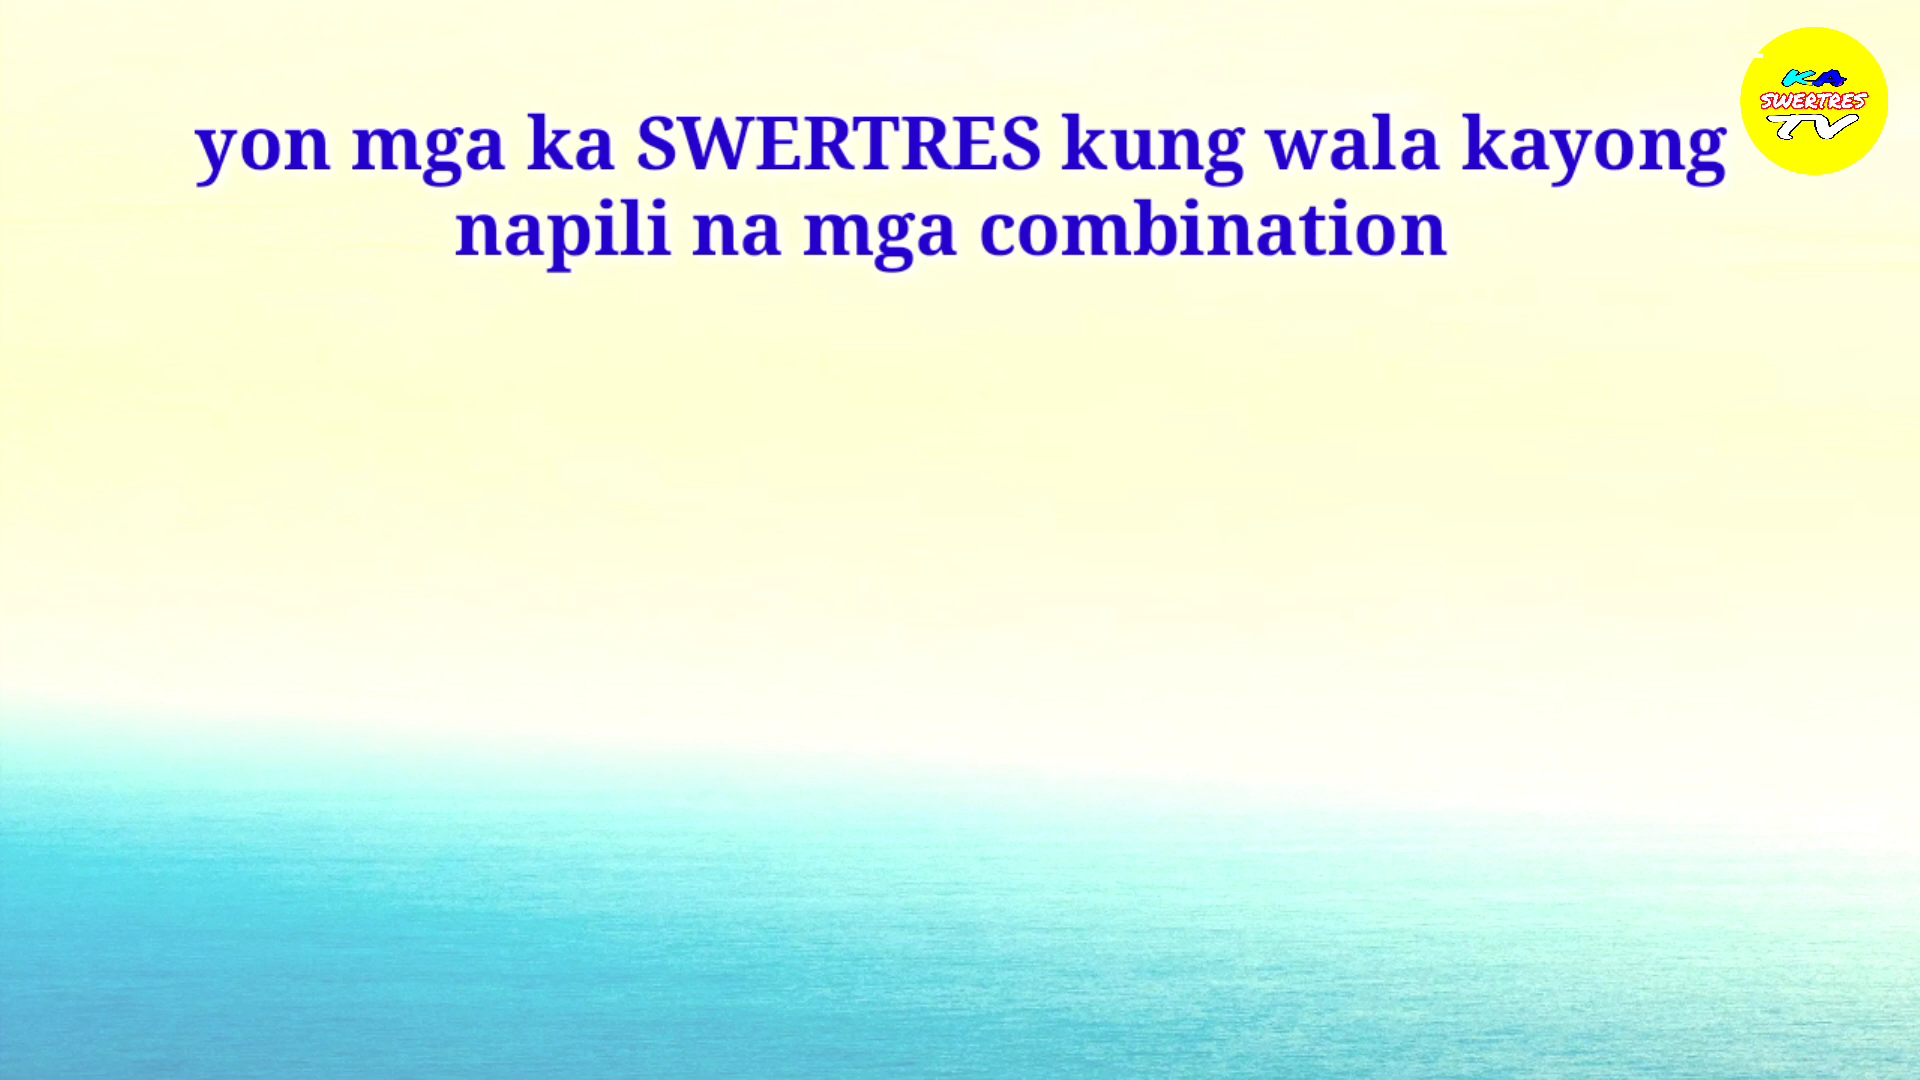 yon mga ka SWERTRES kung wala kayong
napili na mga combination
KA
SWERTRES
TV